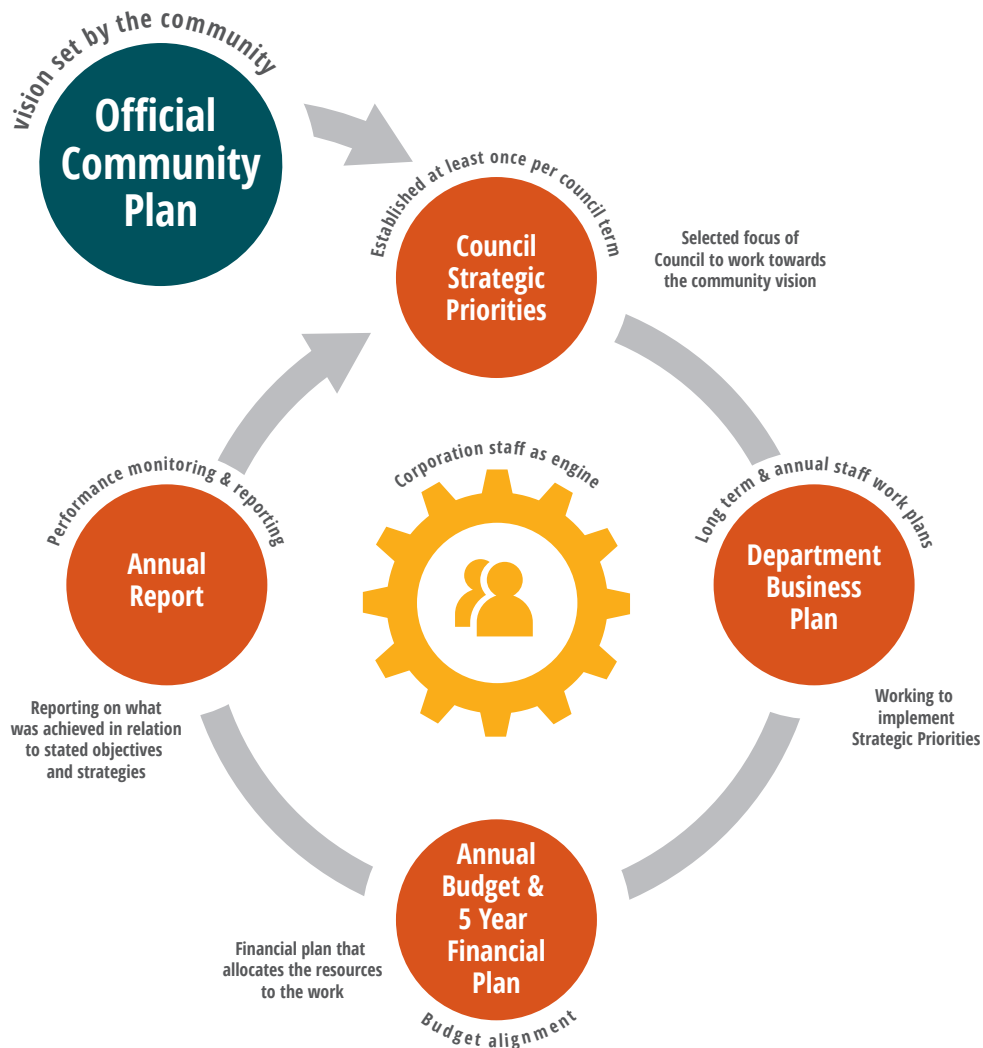 vision set by the community
Official
Community
Plan
Established at least once per council term
Council
Strategic
Priorities
Selected focus of
Council to work towards
the community vision
Long term & annual staff work plans
Department
Business
Plan
Working to
implement
Strategic Priorities
Corporation staff as engine
Annual
Budget &
5 Year
Financial
Plan
Budget alignment
Financial plan that
allocates the resources
to the work
Performance monitoring & reporting
Annual
Report
Reporting on what
was achieved in relation
to stated objectives
and strategies